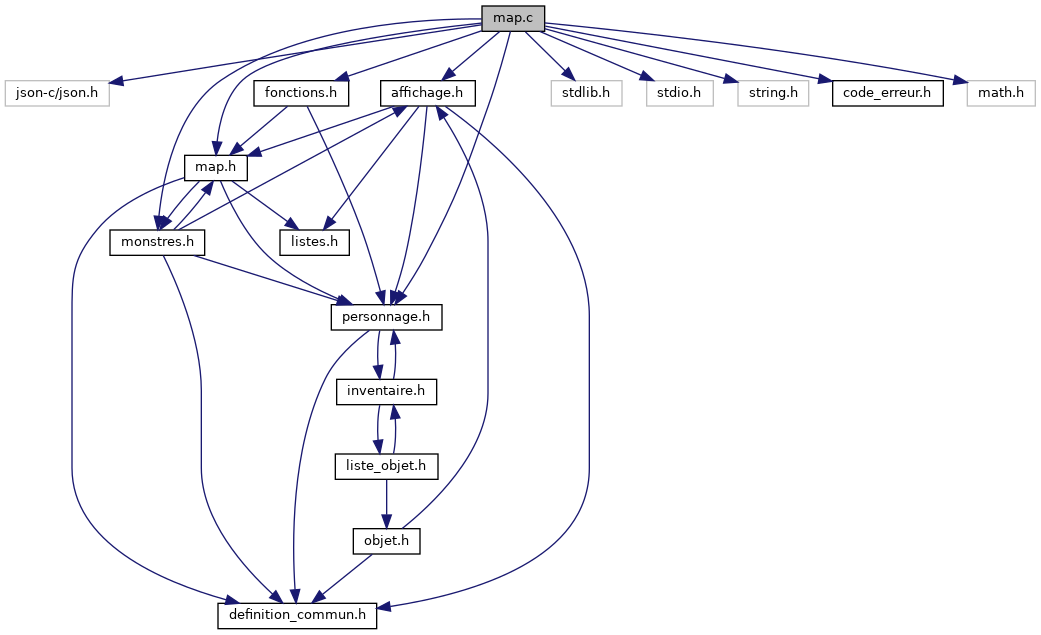 map.c
json-c/json.h
fonctions.h
affichage.h
stdlib.h
stdio.h
string.h
code_erreur.h
math.h
map.h
monstres.h
listes.h
personnage.h
inventaire.h
liste_objet.h
objet.h
definition_commun.h